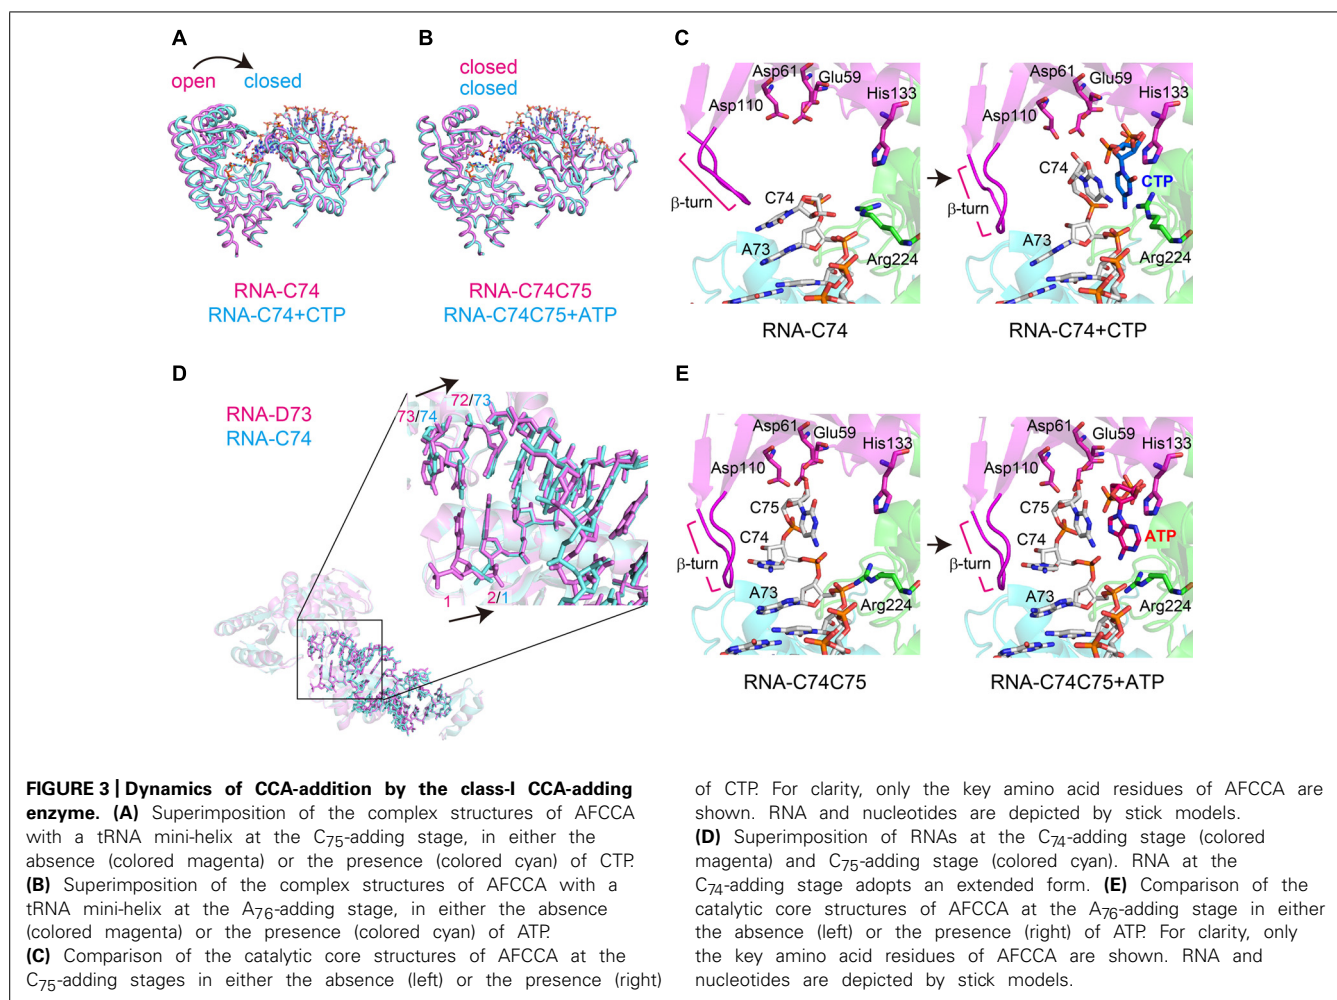 A
open closed
RNA-C74
RNA-C74+CTP
B
closed
closed
RNA-C74C75
RNA-C74C75+ATP
C
Asp61
Glu59
His133
Asp110
β-turn
C74
A73
Arg224
RNA-C74
Asp61
Glu59
His133
Asp110
C74
CTP
β-turn
A73
Arg224
RNA-C74+CTP
D
RNA-D73
RNA-C74
73/74
72/73
1
2/1
E
Asp61
Glu59
His133
Asp110
C75
C74
β-turn
A73
Arg224
RNA-C74C75
Asp61
Glu59
His133
Asp110
C75
C74
ATP
β-turn
A73
Arg224
RNA-C74C75+ATP
FIGURE 3 | Dynamics of CCA-addition by the class-I CCA-adding
enzyme. (A) Superimposition of the complex structures of AFCCA
with a tRNA mini-helix at the C75-adding stage, in either the
absence (colored magenta) or the presence (colored cyan) of CTP.
(B) Superimposition of the complex structures of AFCCA with a
tRNA mini-helix at the A76-adding stage, in either the absence
(colored magenta) or the presence (colored cyan) of ATP.
(C) Comparison of the catalytic core structures of AFCCA at the
C75-adding stages in either the absence (left) or the presence (right)
of CTP. For clarity, only the key amino acid residues of AFCCA are
shown. RNA and nucleotides are depicted by stick models.
(D) Superimposition of RNAs at the C74-adding stage (colored
magenta) and C75-adding stage (colored cyan). RNA at the
C74-adding stage adopts an extended form. (E) Comparison of the
catalytic core structures of AFCCA at the A76-adding stage in either
the absence (left) or the presence (right) of ATP. For clarity, only
the key amino acid residues of AFCCA are shown. RNA and
nucleotides are depicted by stick models.